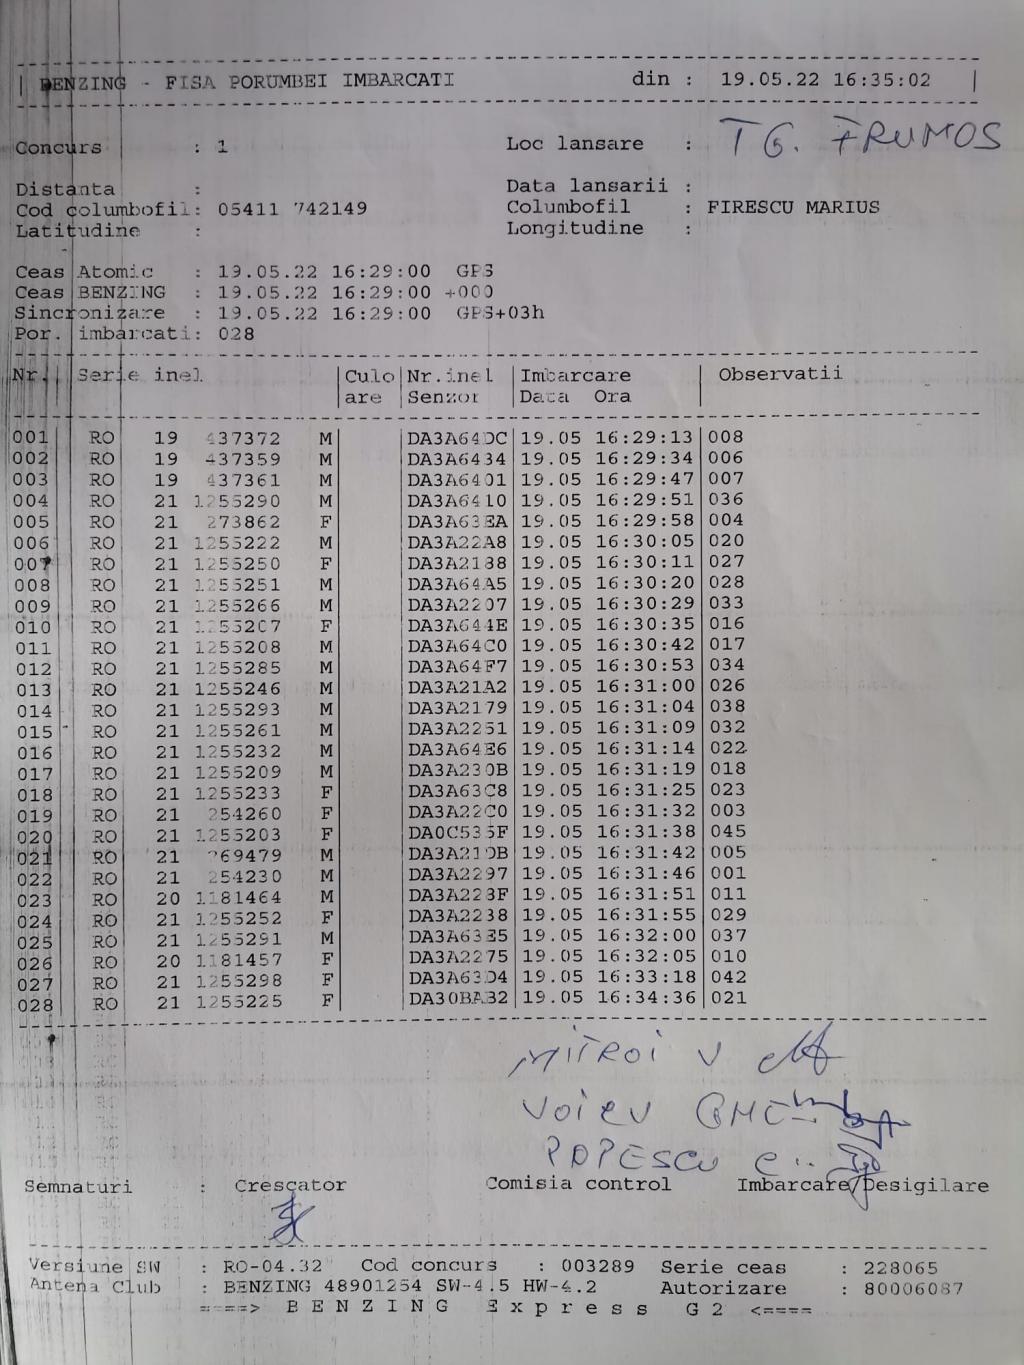 BENZING - FISA PORUMBEI IMBARCATI din : 19.05.22 16:35:02
Concurs : 1 Loc lansare : TG. FRUMOS
Distanta : Data lansarii :
Cod columbofil: 05411 742149 Columbofil : FIRESCU MARIUS
Latitudine : Longitudine :
Ceas Atomic : 19.05.22 16:29:00 GPS
Ceas BENZING : 19.05.22 16:29:00 +000
Sincronizare : 19.05.22 16:29:00 GPS+03h
Por. imbarcati: 028
Nr. | Serie inel | Culo | Nr.inel | Imbarcare | Observatii
are | Senzor | Data Ora |
001 RO 19 437372 M DA3A64DC 19.05 16:29:13 008
002 RO 19 437359 M DA3A6434 19.05 16:29:34 006
003 RO 19 437361 M DA3A6401 19.05 16:29:47 007
004 RO 21 1255290 M DA3A6410 19.05 16:29:51 036
005 RO 21 273862 F DA3A63EA 19.05 16:29:58 004
006 RO 21 1255222 M DA3A22A8 19.05 16:30:05 020
007 RO 21 1255250 F DA3A2188 19.05 16:30:11 027
008 RO 21 1255251 M DA3A64A5 19.05 16:30:20 028
009 RO 21 1255266 M DA3A2207 19.05 16:30:29 033
010 RO 21 1255207 F DA3A644E 19.05 16:30:35 016
011 RO 21 1255208 M DA3A64C0 19.05 16:30:42 017
012 RO 21 1255285 M DA3A64F7 19.05 16:30:53 034
013 RO 21 1255246 M DA3A21A2 19.05 16:31:00 026
014 RO 21 1255293 M DA3A2179 19.05 16:31:04 038
015 RO 21 1255261 M DA3A2251 19.05 16:31:09 032
016 RO 21 1255232 M DA3A64E6 19.05 16:31:14 022
017 RO 21 1255209 M DA3A230B 19.05 16:31:19 018
018 RO 21 1255233 F DA3A63C8 19.05 16:31:25 023
019 RO 21 254260 F DA3A22C0 19.05 16:31:32 003
020 RO 21 1255203 F DA0C535F 19.05 16:31:38 045
021 RO 21 269479 M DA3A210B 19.05 16:31:42 005
022 RO 21 254230 M DA3A2297 19.05 16:31:46 001
023 RO 20 1181464 M DA3A223F 19.05 16:31:51 011
024 RO 21 1255252 F DA3A2238 19.05 16:31:55 029
025 RO 21 1255291 M DA3A63E5 19.05 16:32:00 037
026 RO 20 1181457 F DA3A2275 19.05 16:32:05 010
027 RO 21 1255298 F DA3A63D4 19.05 16:33:18 042
028 RO 21 1255225 F DA30BA32 19.05 16:34:36 021
MITROI V
VOICU
POPESCU C
Semnaturi : Crescator Comisia control Imbarcare/Desigilare
Versiune SW : RO-04.32 Cod concurs : 003289 Serie ceas : 228065
Antena Club : BENZING 48901254 SW-4.5 HW-4.2 Autorizare : 80006087
====> B E N Z I N G E x p r e s s G 2 <====